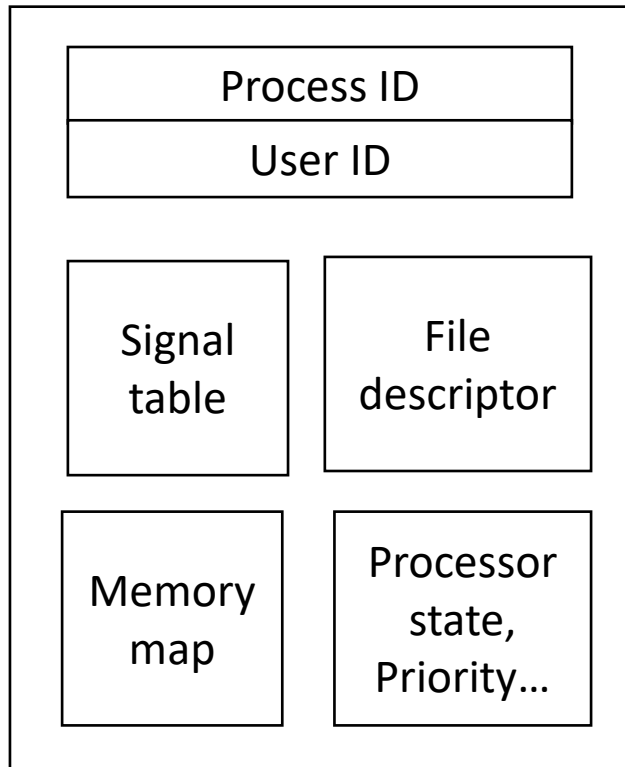 Process ID
User ID
Signal
table
File
descriptor
Memory
map
Processor
state,
Priority...